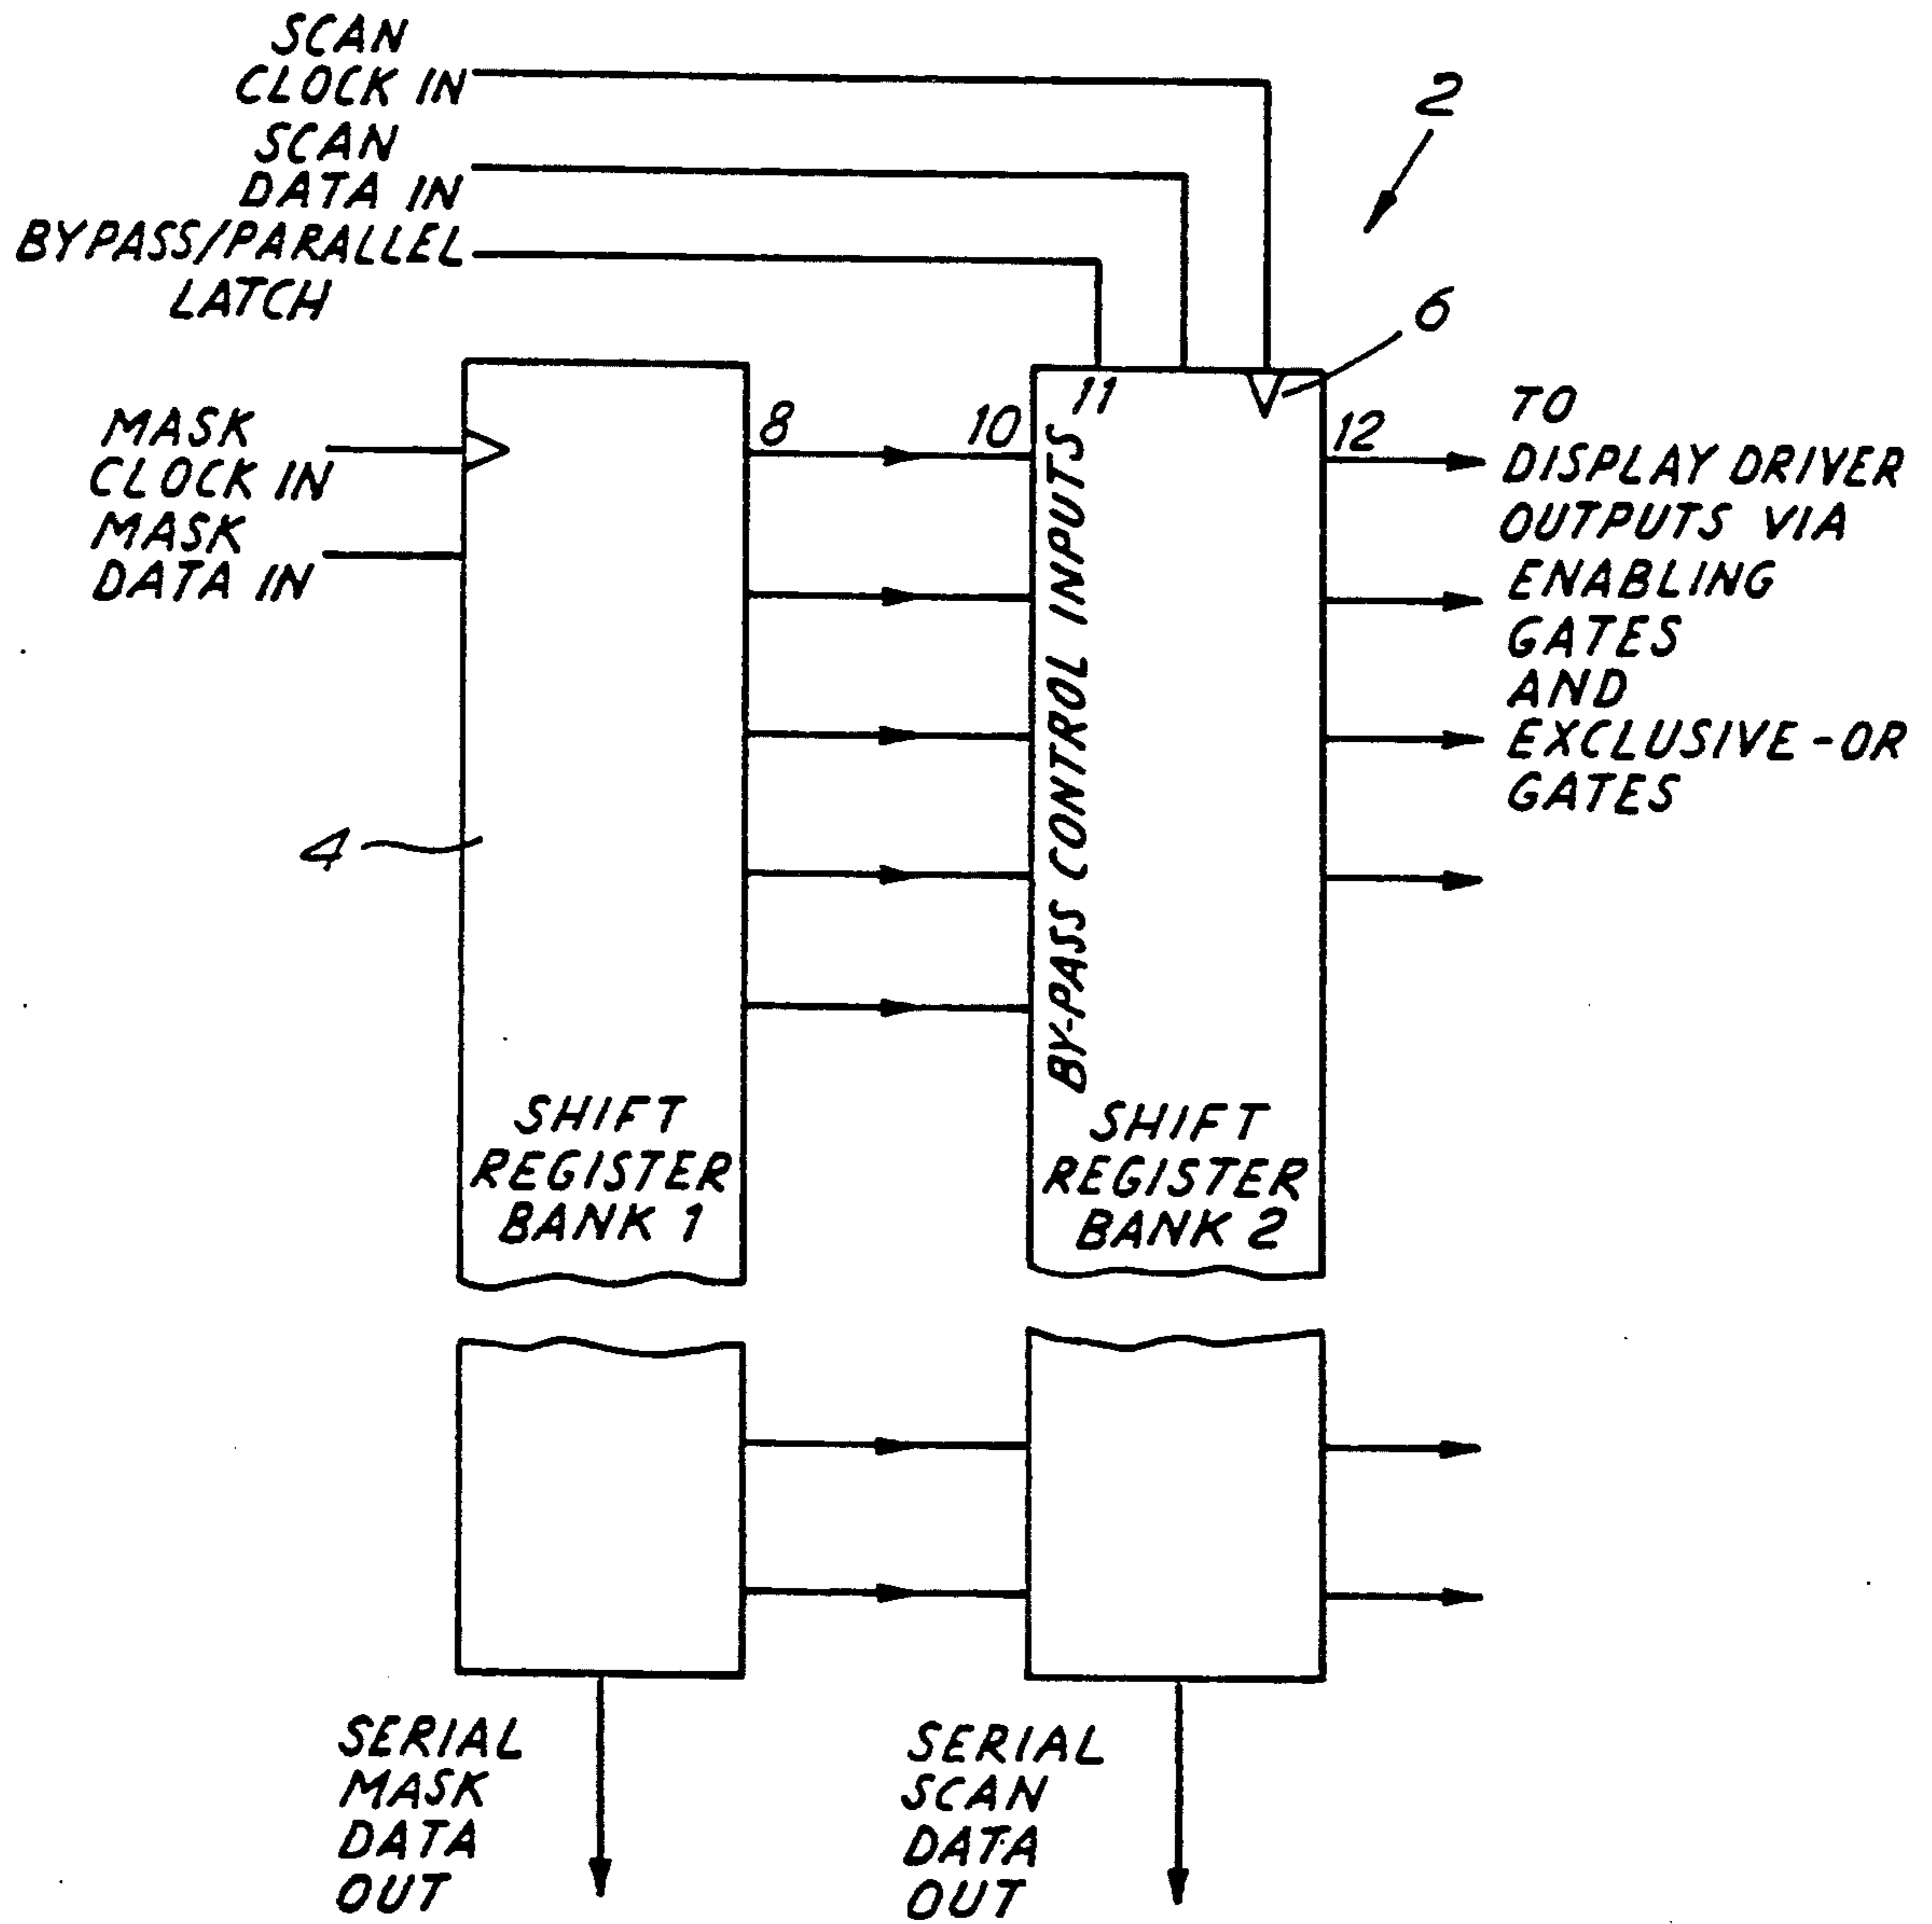 SCAN
CLOCK IN
SCAN
DATA IN
BYPASS/PARALLEL
LATCH
2
6
MASK
CLOCK IN
MASK
DATA IN
8
10
11
12
TO
DISPLAY DRIVER
OUTPUTS VIA
ENABLING
GATES
AND
EXCLUSIVE-OR
GATES
BY-PASS CONTROL INPUTS
4
SHIFT
REGISTER
BANK 1
SHIFT
REGISTER
BANK 2
SERIAL
MASK
DATA
OUT
SERIAL
SCAN
DATA
OUT